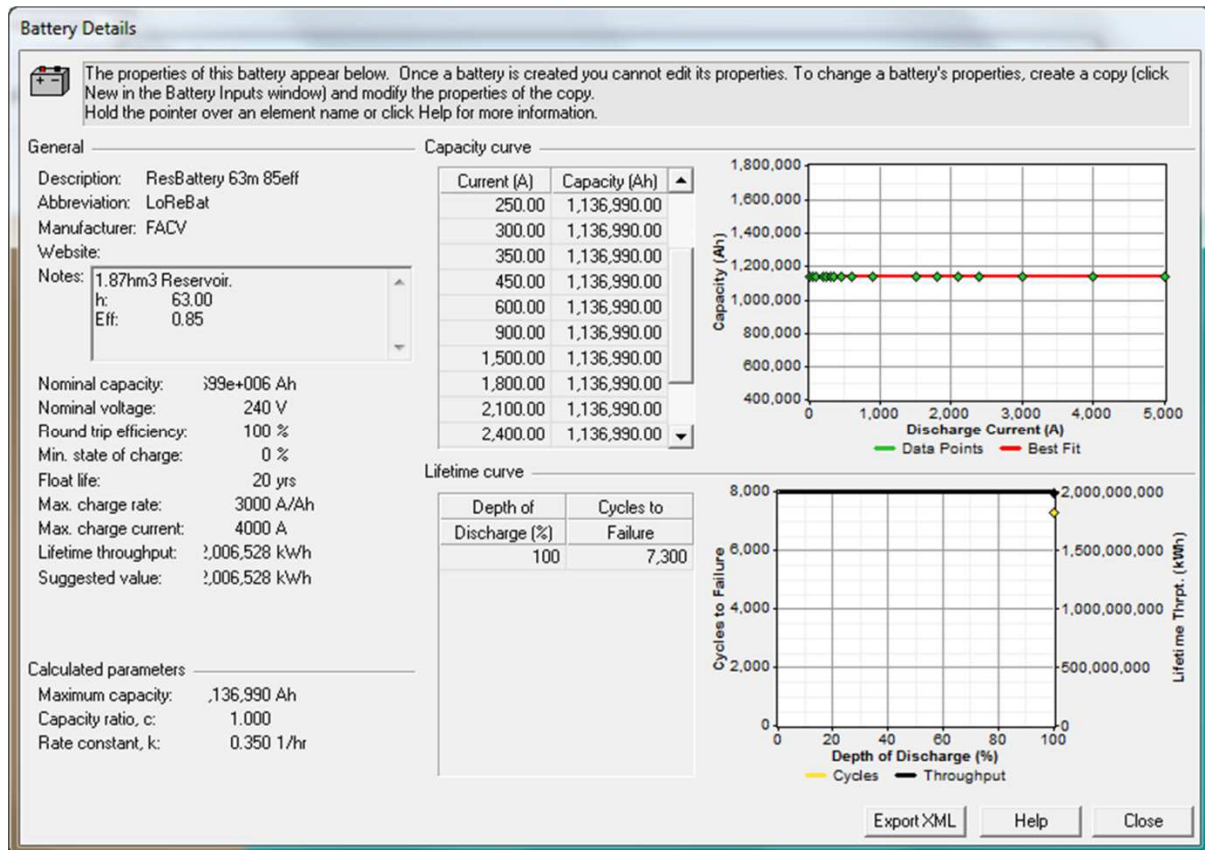 Battery Details
The properties of this battery appear below. Once a battery is created you cannot edit its properties. To change a battery's properties, create a copy (click
New in the Battery Inputs window) and modify the properties of the copy.
Hold the pointer over an element name or click Help for more information.
General
Description: ResBattery 63m 85eff
Abbreviation: LoReBat
Manufacturer: FACV
Website:
Notes: 1.87hm3 Reservoir.
h: 63.00
Eff: 0.85
Nominal capacity: 99e+006 Ah
Nominal voltage: 240 V
Round trip efficiency: 100 %
Min. state of charge: 0 %
Float life: 20 yrs
Max. charge rate: 3000 A/Ah
Max. charge current: 4000 A
Lifetime throughput: ,006,528 kWh
Suggested value: ,006,528 kWh
Calculated parameters
Maximum capacity: ,136,990 Ah
Capacity ratio, c: 1.000
Rate constant, k: 0.350 1/hr
Capacity curve
Current (A) Capacity (Ah)
250.00 1,136,990.00
300.00 1,136,990.00
350.00 1,136,990.00
450.00 1,136,990.00
600.00 1,136,990.00
900.00 1,136,990.00
1,500.00 1,136,990.00
1,800.00 1,136,990.00
2,100.00 1,136,990.00
2,400.00 1,136,990.00
Capacity (Ah)
1,800,000
1,600,000
1,400,000
1,200,000
1,000,000
800,000
600,000
400,000
0 1,000 2,000 3,000 4,000 5,000
Discharge Current (A)
Data Points Best Fit
Lifetime curve
Depth of Cycles to
Discharge (%) Failure
100 7,300
Cycles to Failure
8,000
6,000
4,000
2,000
0
2,000,000,000
1,500,000,000
1,000,000,000
500,000,000
0
Lifetime Thrpt. (kWh)
0 20 40 60 80 100
Depth of Discharge (%)
Cycles Throughput
Export XML Help Close